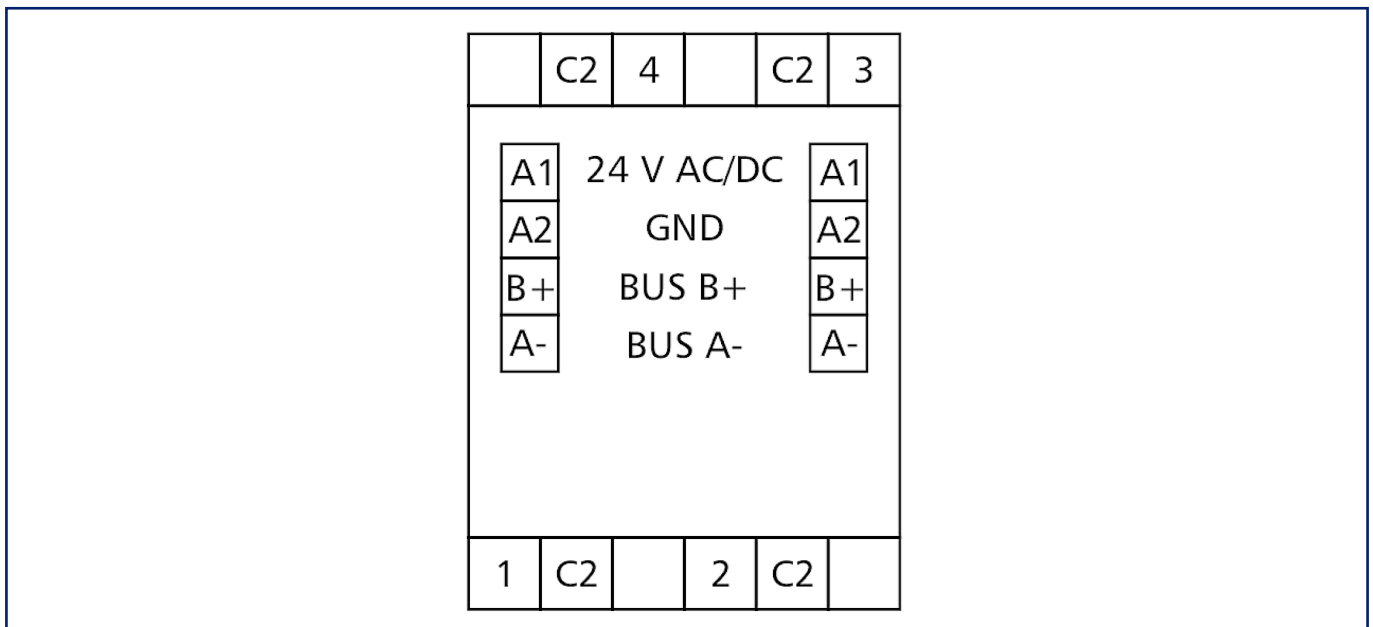 C2 4 C2 3
A1 24 V AC/DC A1
A2 GND A2
B+ BUS B+ B+
A- BUS A- A-
1 C2 2 C2